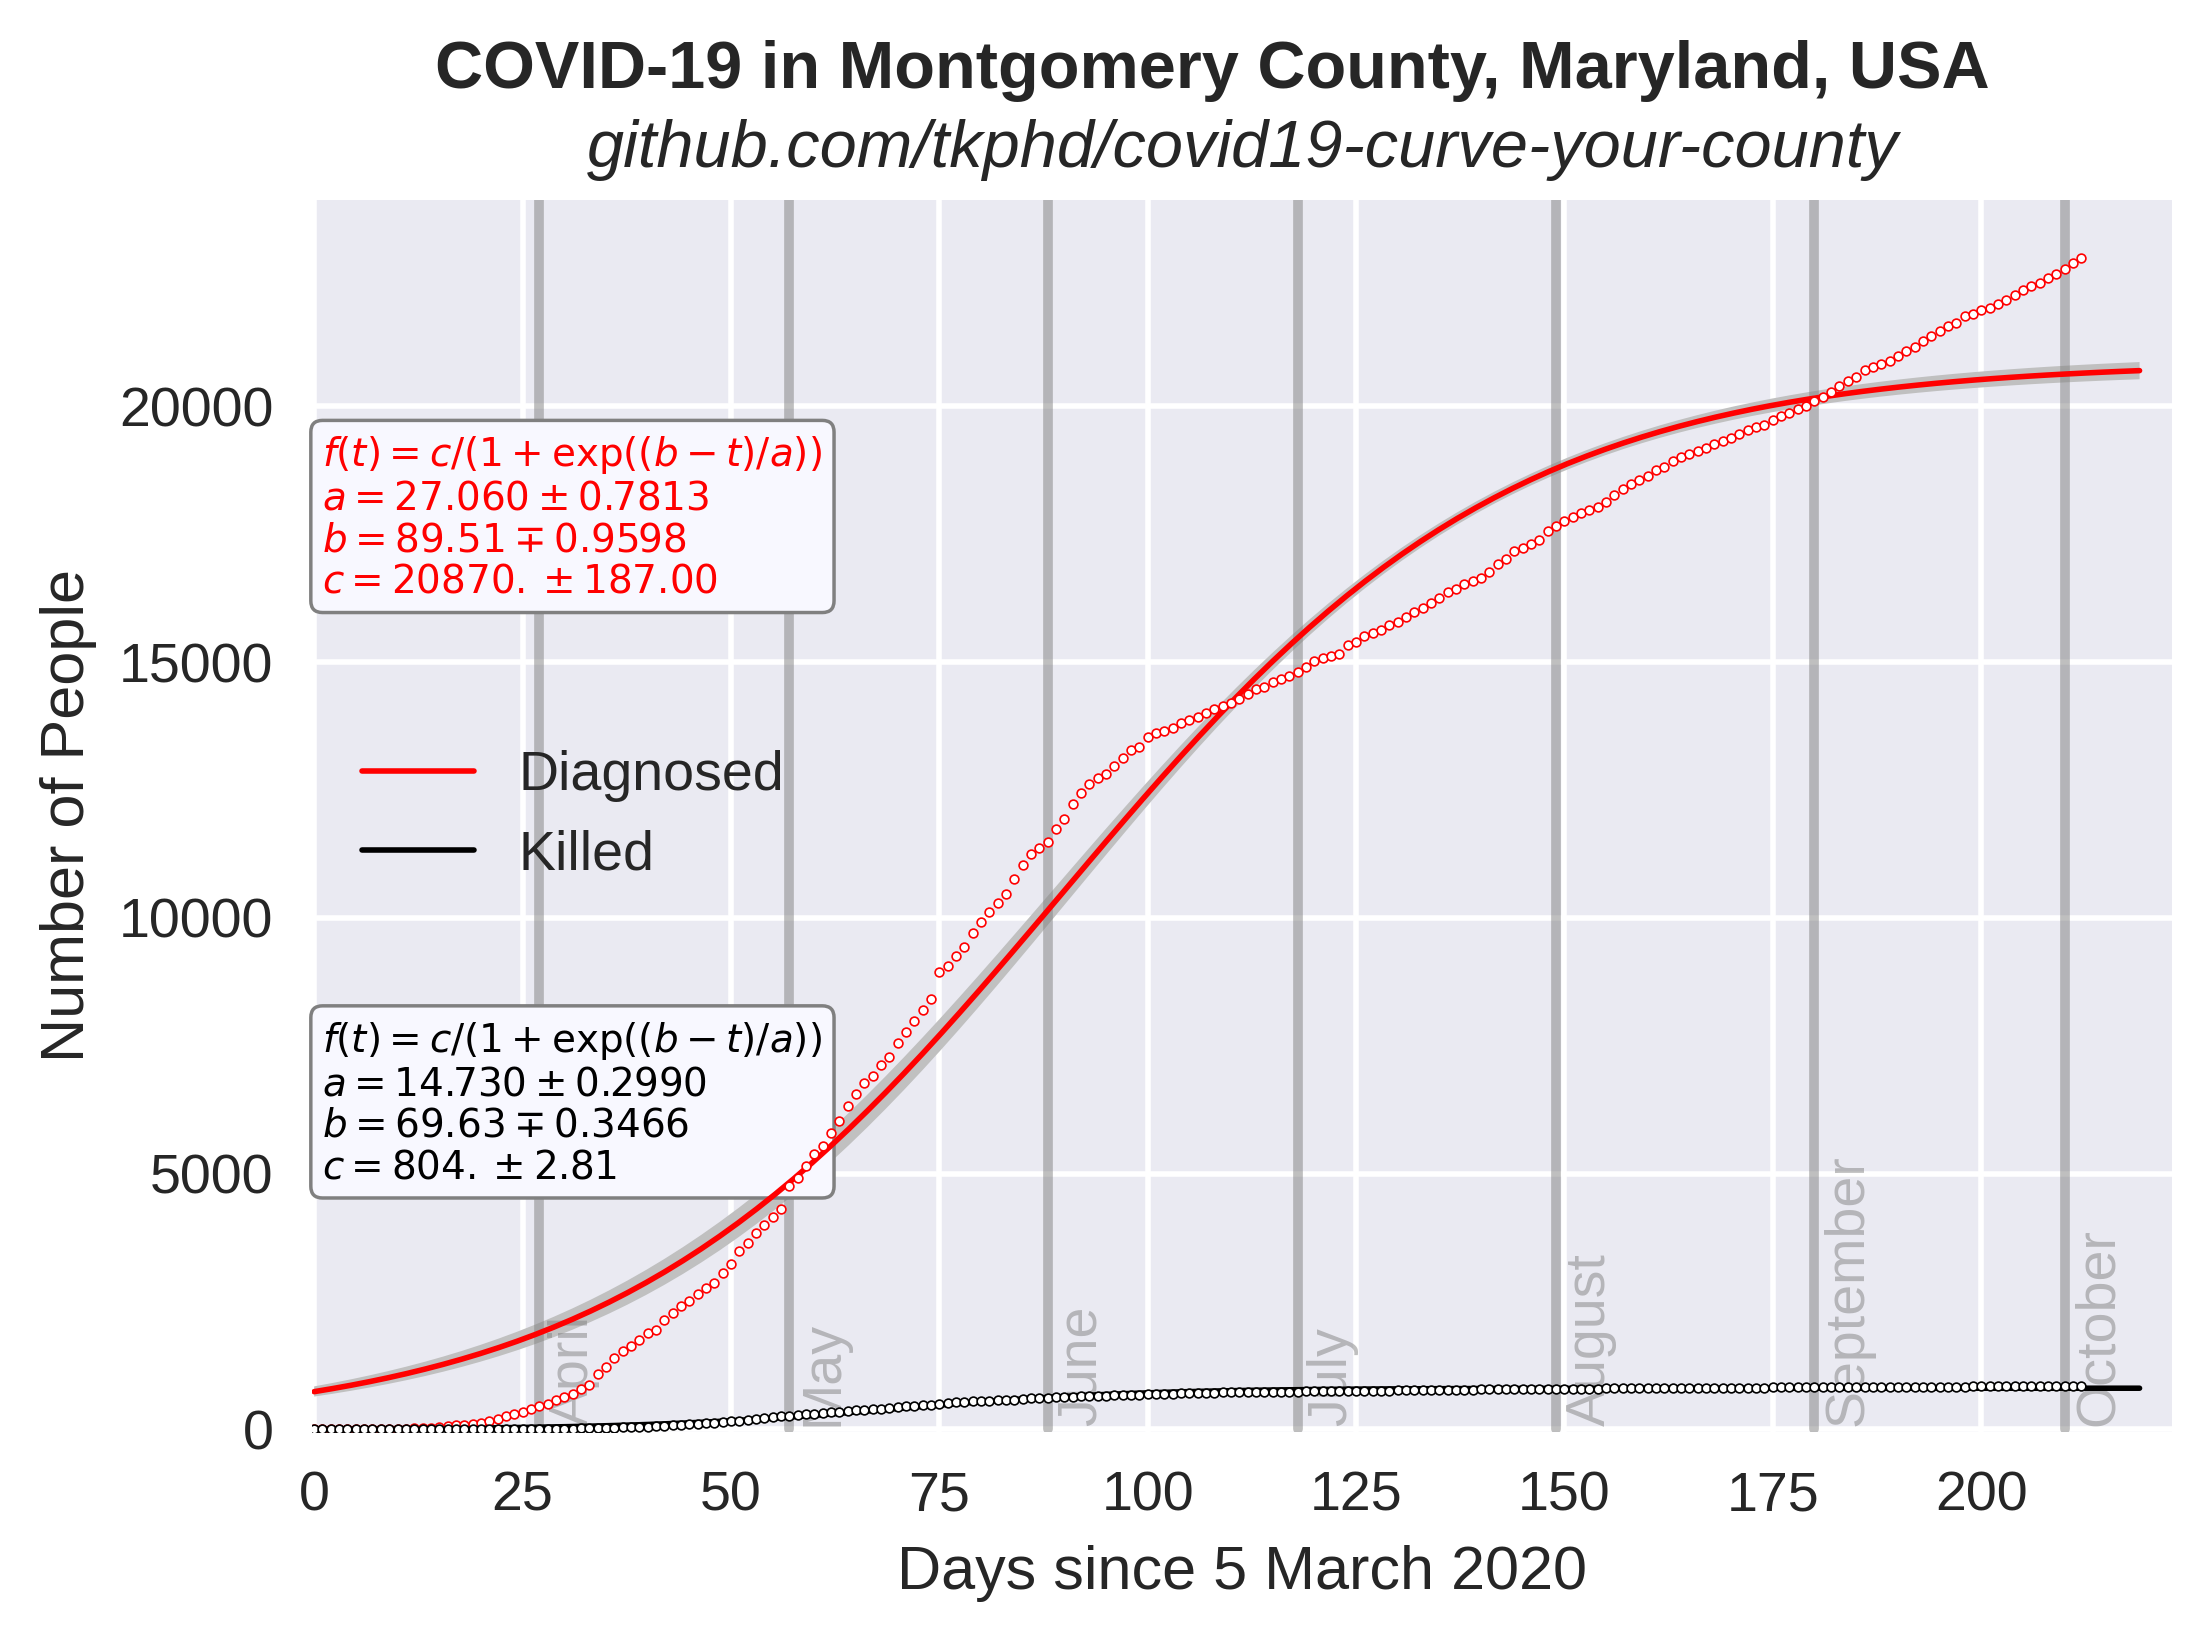 COVID-19 in Montgomery County, Maryland, USA
github.com/tkphd/covid19-curve-your-county
Number of People
20000
15000
10000
5000
0
f(t) = c/(1 + exp((b − t)/a))
a = 27.060 ± 0.7813
b = 89.51 ∓ 0.9598
c = 20870. ± 187.00
Diagnosed
Killed
f(t) = c/(1 + exp((b − t)/a))
a = 14.730 ± 0.2990
b = 69.63 ∓ 0.3466
c = 804. ± 2.81
April
May
June
July
August
September
October
0 25 50 75 100 125 150 175 200
Days since 5 March 2020